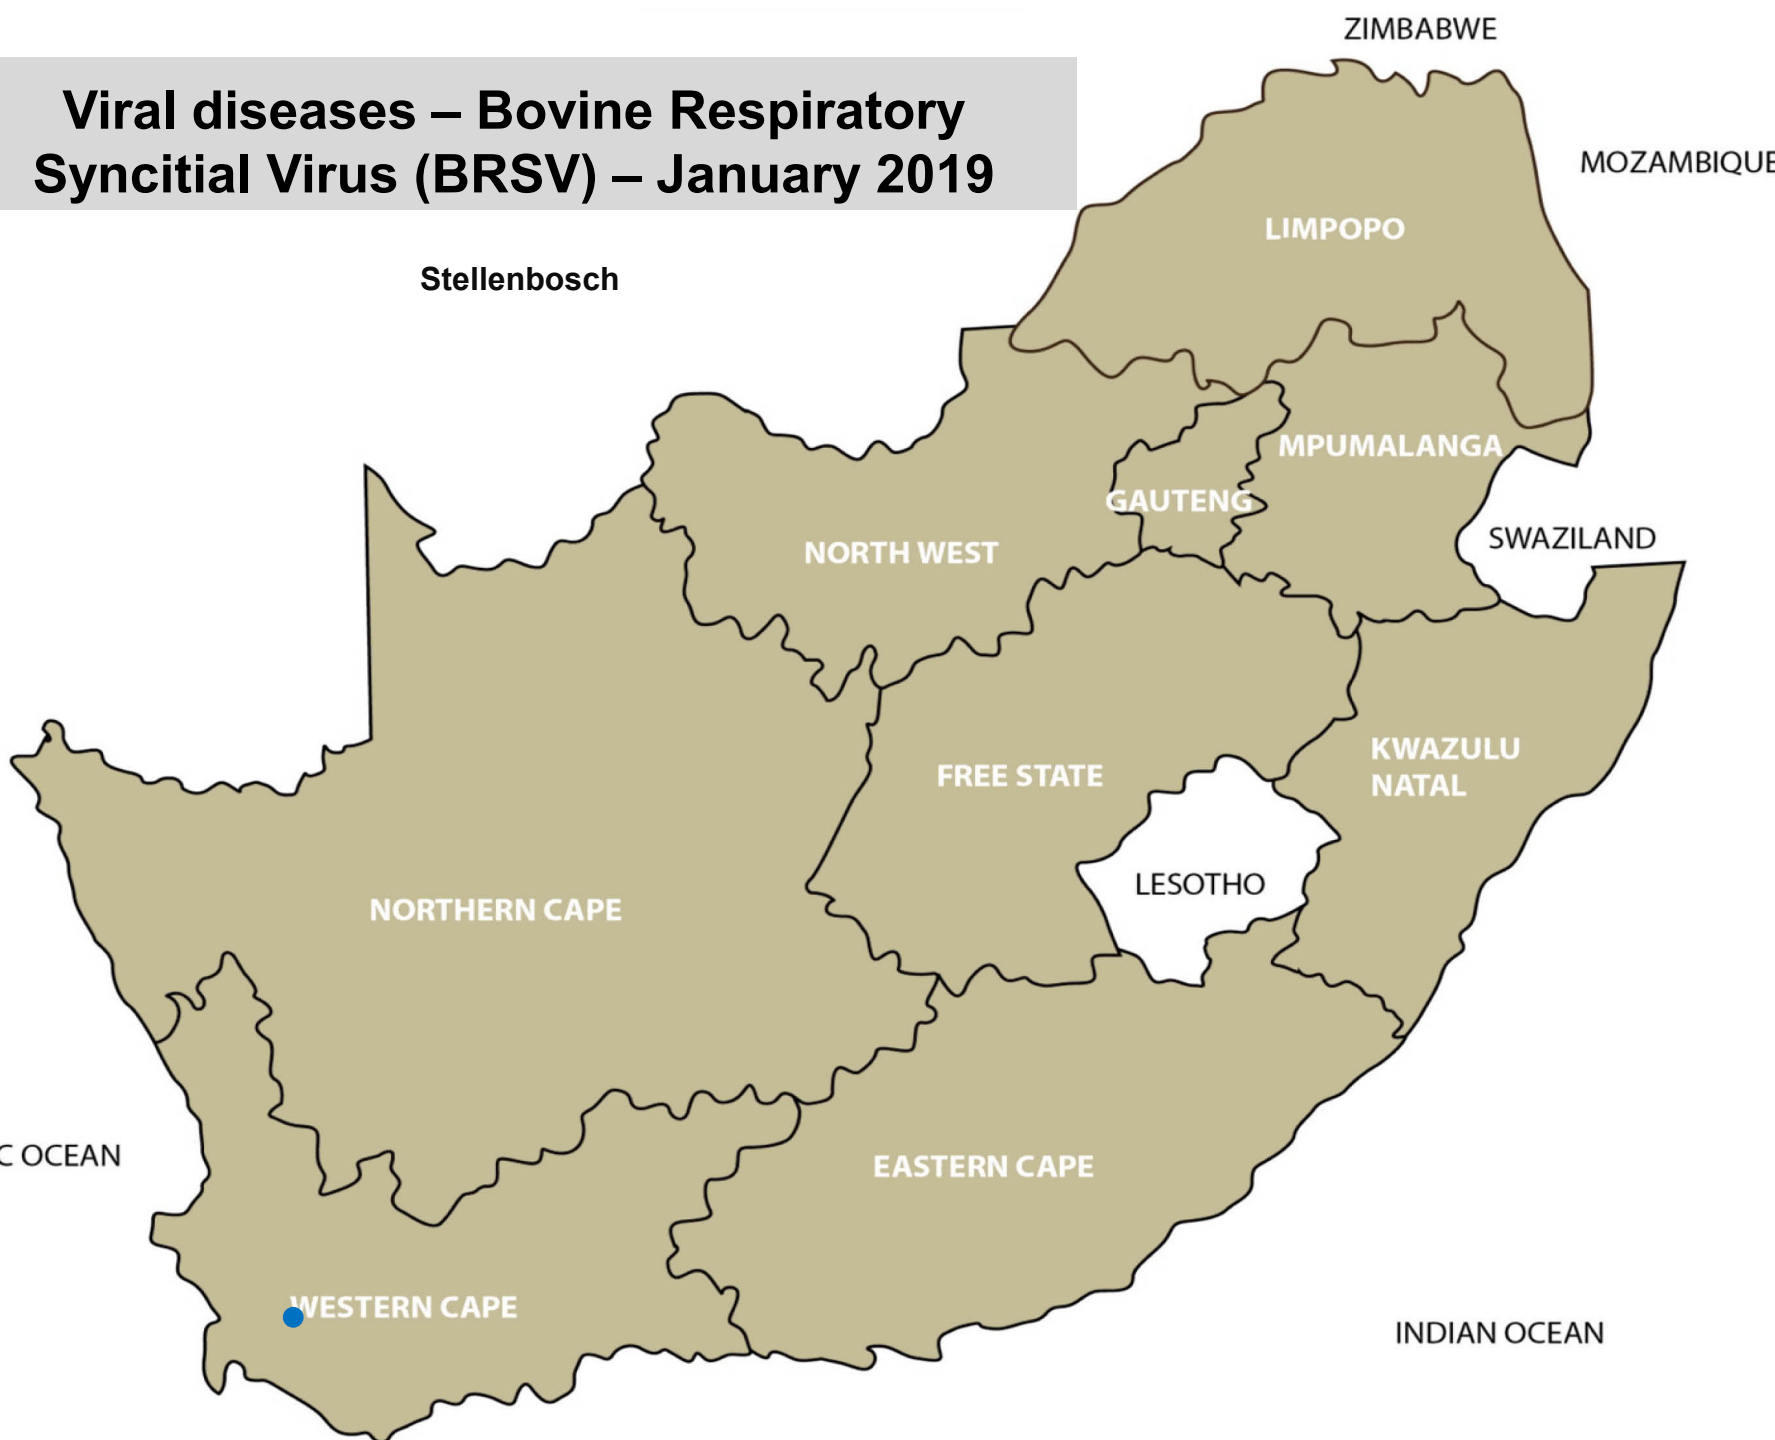 ZIMBABWE
Viral diseases – Bovine Respiratory
Syncitial Virus (BRSV) – January 2019
MOZAMBIQUE
LIMPOPO
Stellenbosch
MPUMALANGA
GAUTENG
SWAZILAND
NORTH WEST
KWAZULU
NATAL
FREE STATE
LESOTHO
NORTHERN CAPE
C OCEAN
EASTERN CAPE
WESTERN CAPE
INDIAN OCEAN